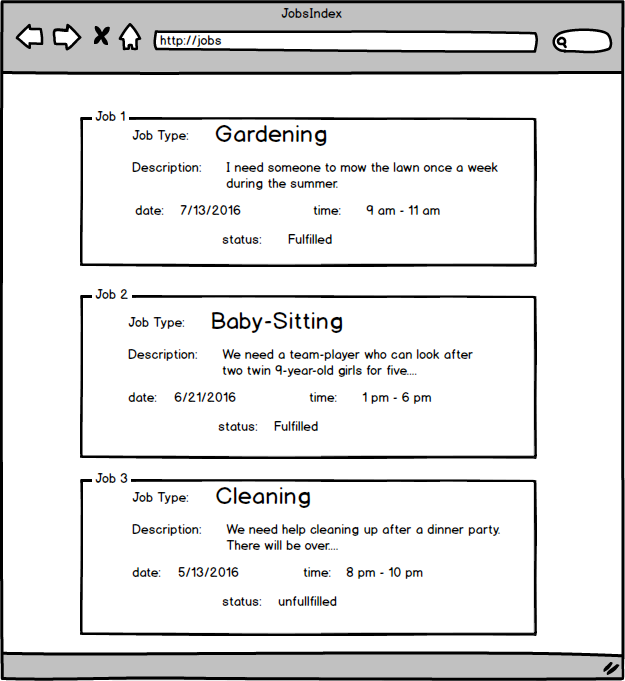 JobsIndex
http://jobs
Job 1
Job Type: Gardening
Description: I need someone to mow the lawn once a week
during the summer.
date: 7/13/2016 time: 9 am - 11 am
status: Fulfilled
Job 2
Job Type: Baby-Sitting
Description: We need a team-player who can look after
two twin 9-year-old girls for five....
date: 6/21/2016 time: 1 pm - 6 pm
status: Fulfilled
Job 3
Job Type: Cleaning
Description: We need help cleaning up after a dinner party.
There will be over....
date: 5/13/2016 time: 8 pm - 10 pm
status: unfullfilled